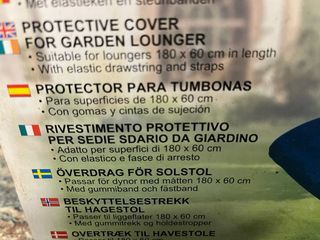 • Met elastieken en steunbanden
PROTECTIVE COVER
FOR GARDEN LOUNGER
• Suitable for loungers 180 x 60 cm in length
• With elastic drawstring and straps
PROTECTOR PARA TUMBONAS
• Para superficies de 180 x 60 cm
• Con gomas y cintas de sujeción
RIVESTIMENTO PROTETTIVO
PER SEDIE SDARIO DA GIARDINO
• Adatto per superfici di 180 x 60 cm
• Con elastico e fasce di arresto
ÖVERDRAG FÖR SOLSTOL
• Passar för dynor med måtten 180 x 60 cm
• Med gummiband och fästband
BESKYTTELSESTREKK
TIL HAGESTOL
• Passer til liggeflater 180 x 60 cm
• Med gummitrekk og holdestropper
OVERTRÆK TIL HAVESTOLE